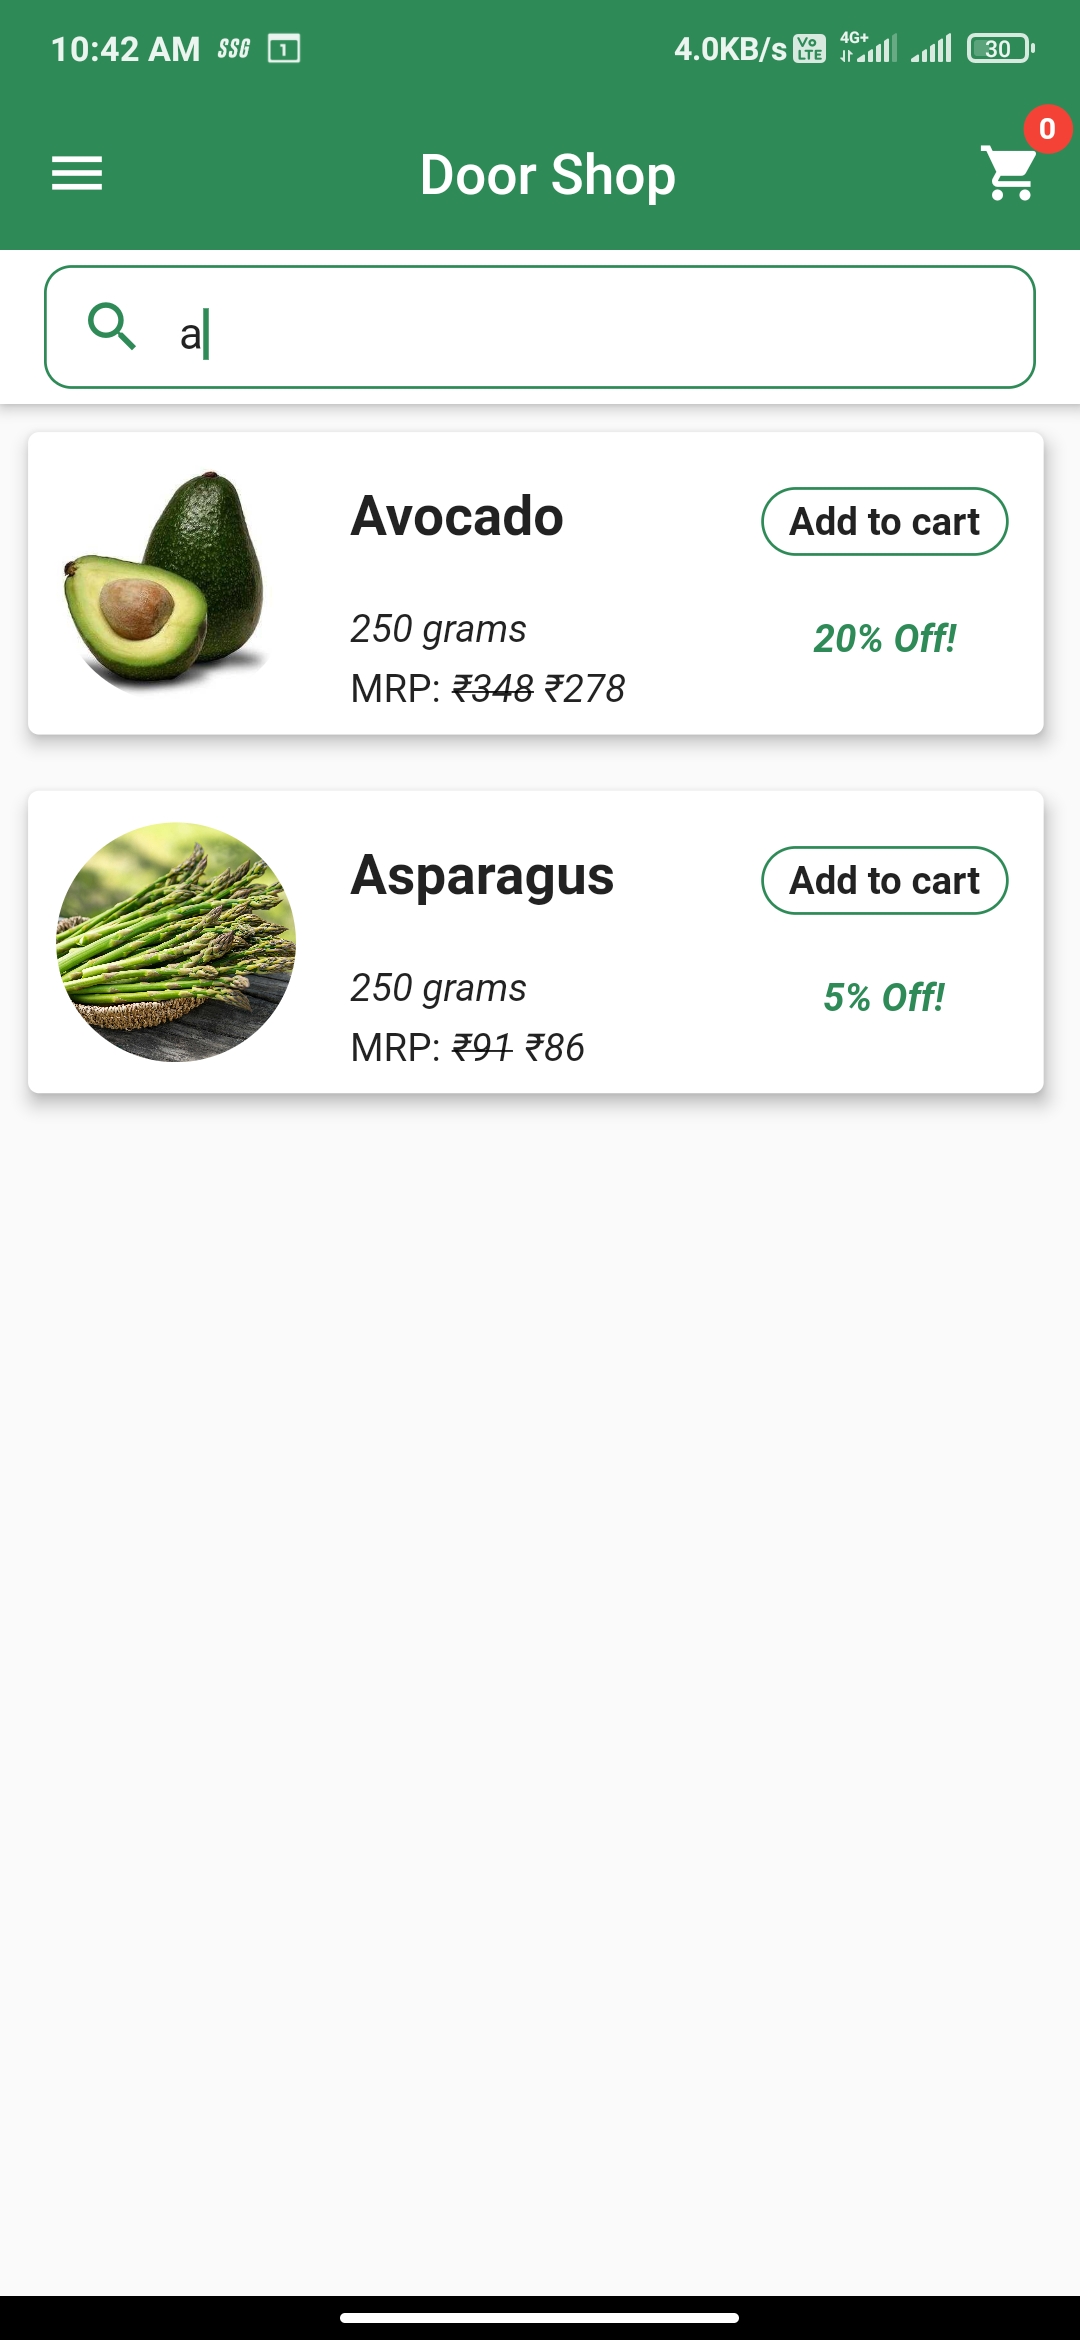 10:42 AM SSG 1 4.0KB/s Vo LTE 4G+ 30
0
Door Shop
a
Avocado
Add to cart
250 grams
20% Off!
MRP: ₹348 ₹278
Asparagus
Add to cart
250 grams
5% Off!
MRP: ₹91 ₹86